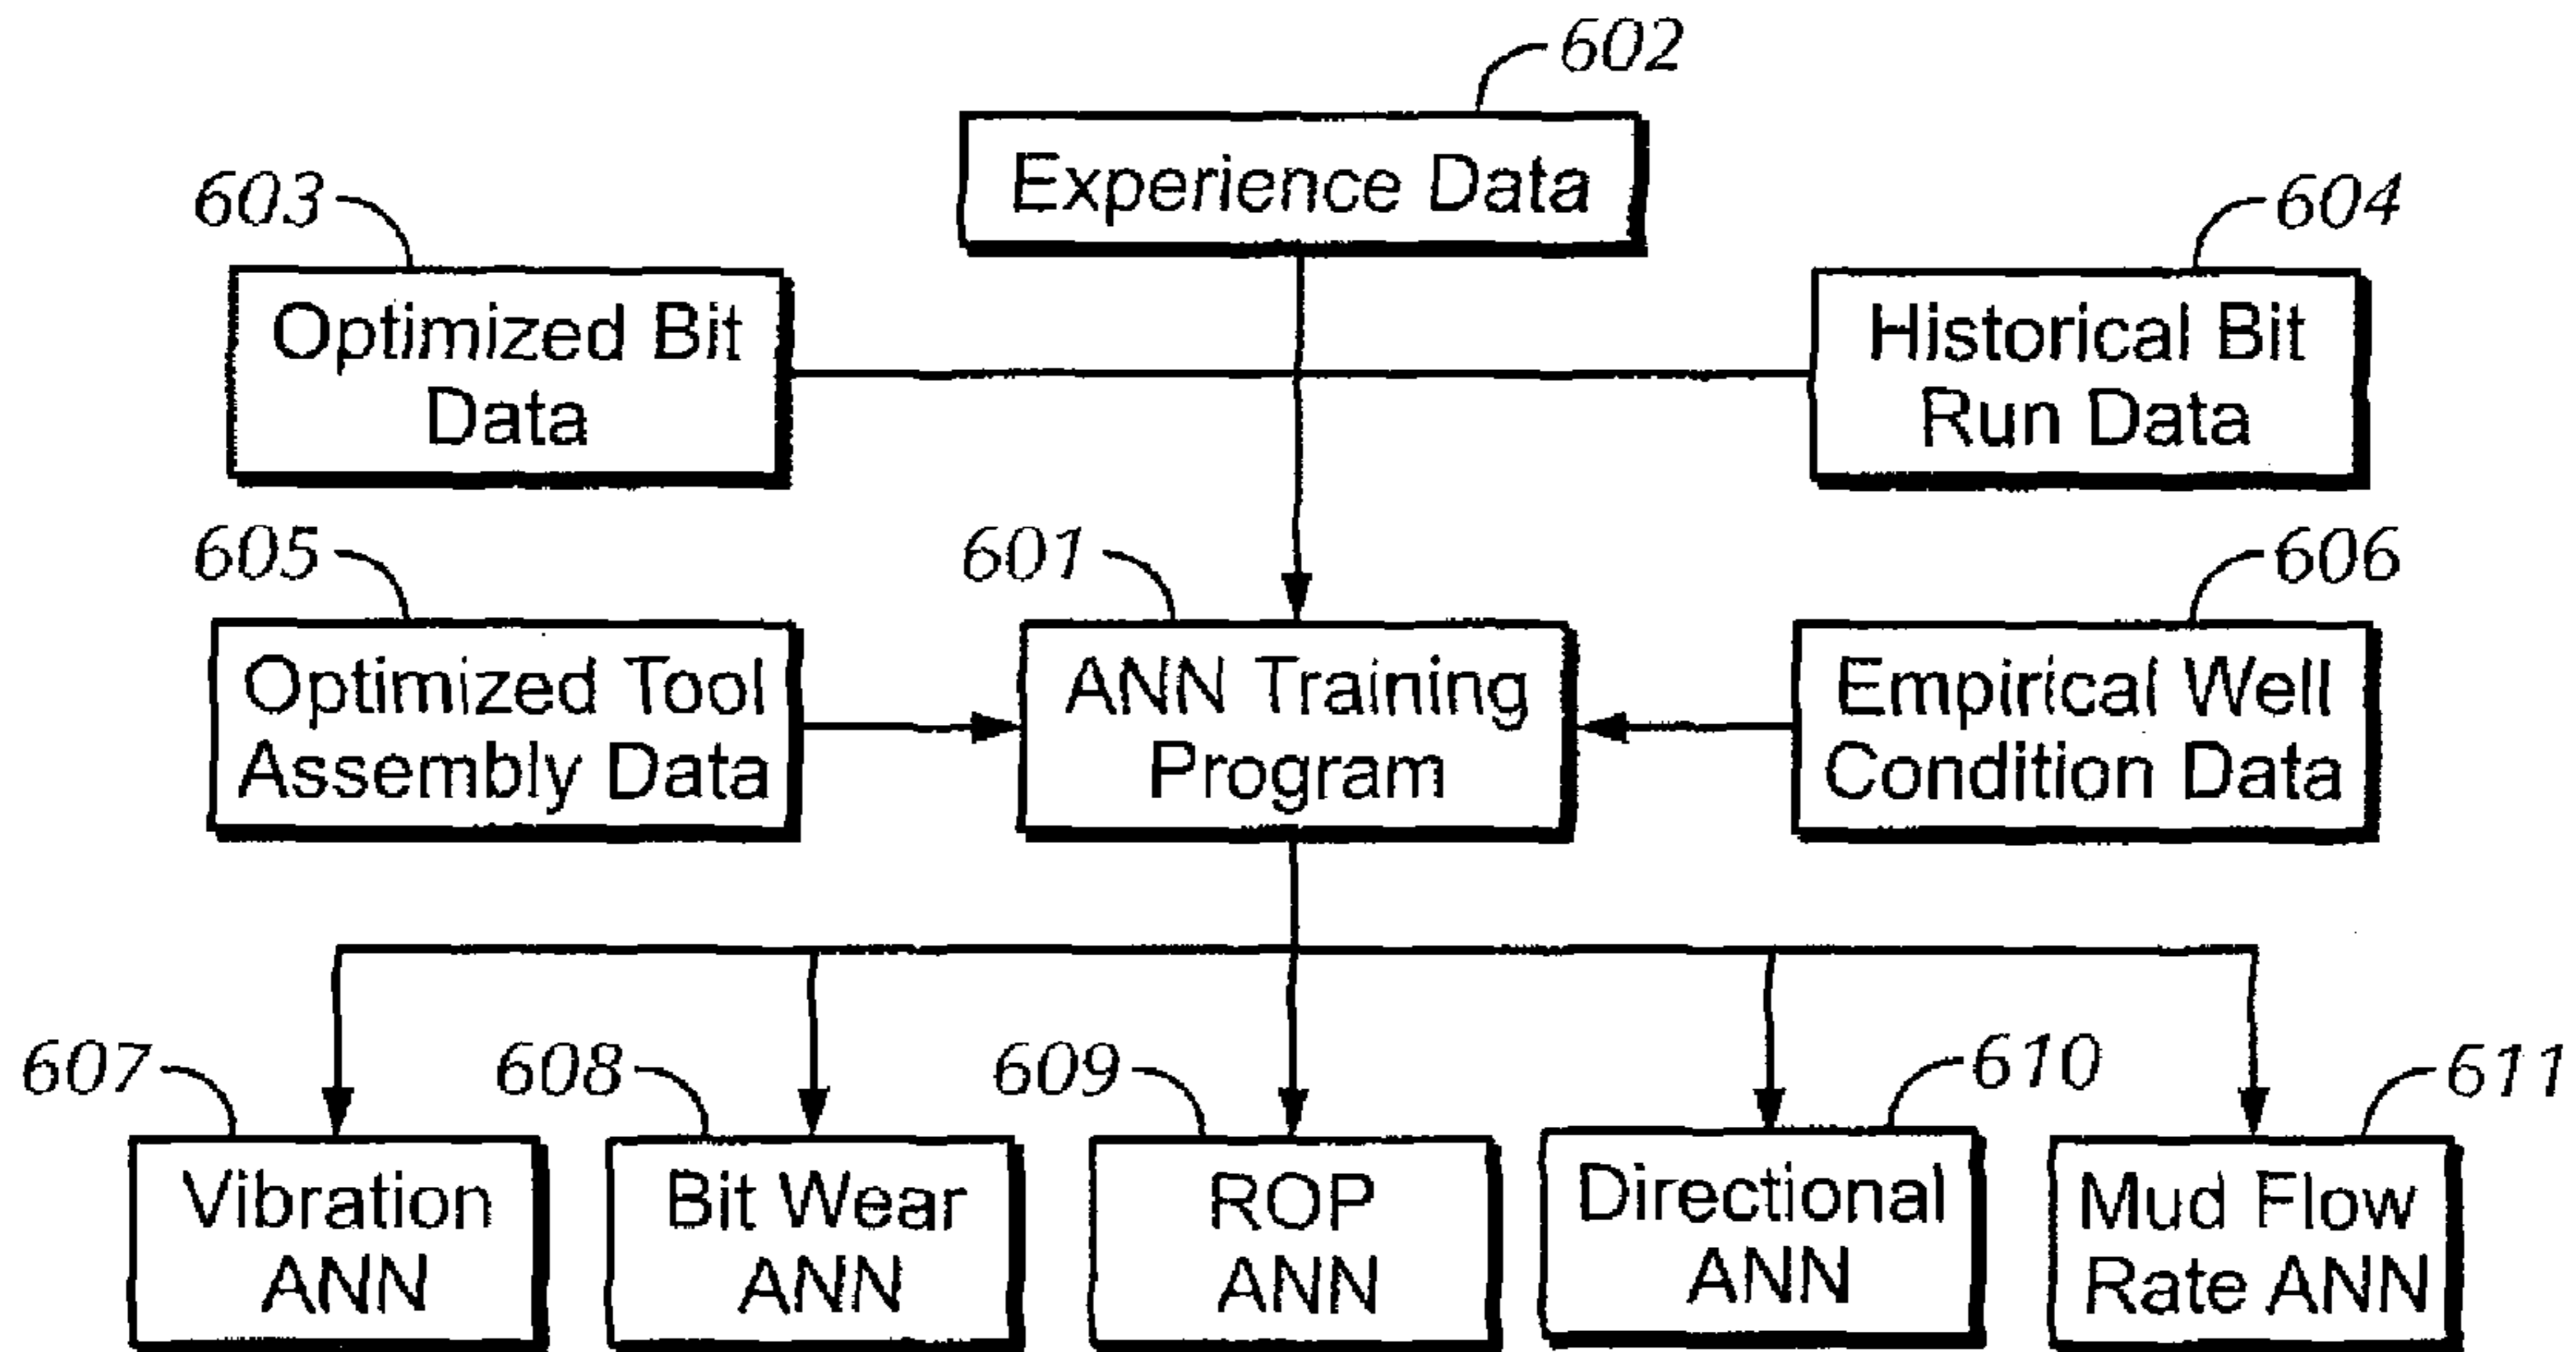 602
Experience Data
603
Optimized Bit
Data
604
Historical Bit
Run Data
605
Optimized Tool
Assembly Data
601
ANN Training
Program
606
Empirical Well
Condition Data
607
Vibration
ANN
608
Bit Wear
ANN
609
ROP
ANN
610
Directional
ANN
611
Mud Flow
Rate ANN